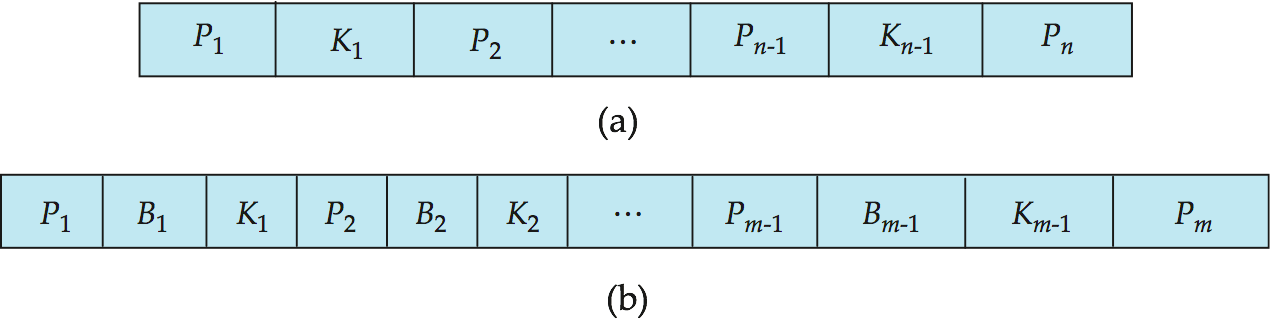 P₁ K₁ P₂ ... Pₙ₋₁ Kₙ₋₁ Pₙ
(a)
P₁ B₁ K₁ P₂ B₂ K₂ ... Pₘ₋₁ Bₘ₋₁ Kₘ₋₁ Pₘ
(b)